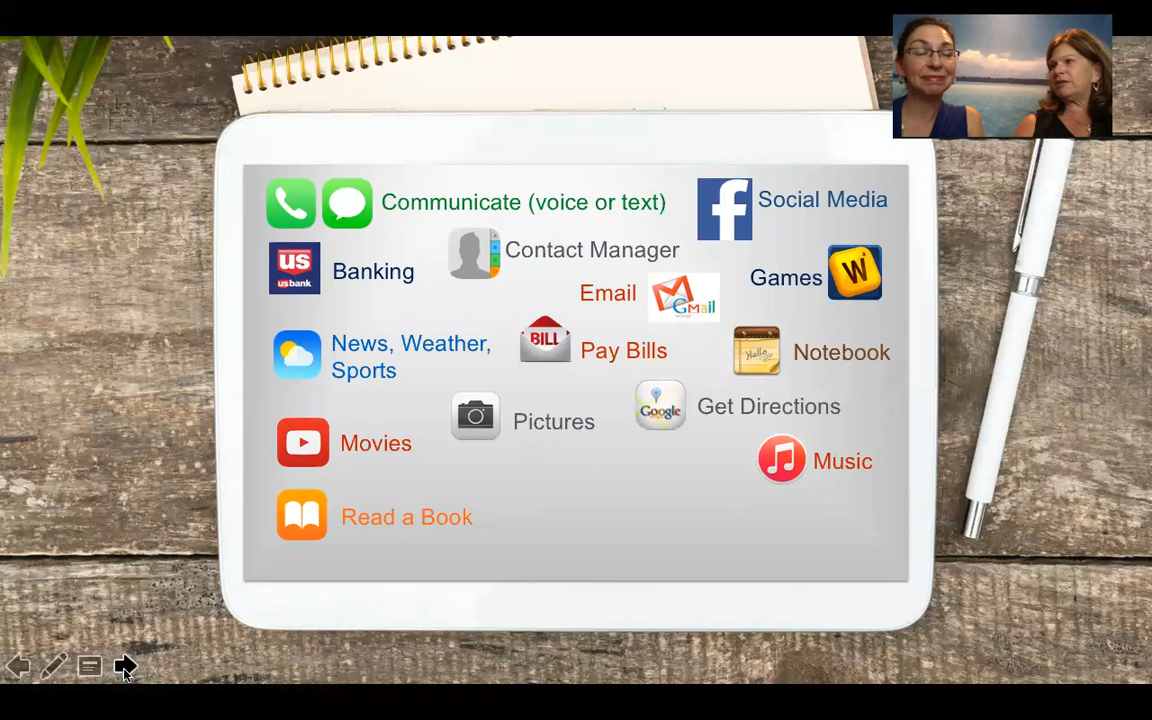 Communicate (voice or text)
f
Social Media
us
usbank
Banking
Contact Manager
Games
W
Email
Gmail
News, Weather,
Sports
BILL
Pay Bills
Hello
Notebook
Pictures
Google
Get Directions
Movies
Music
Read a Book